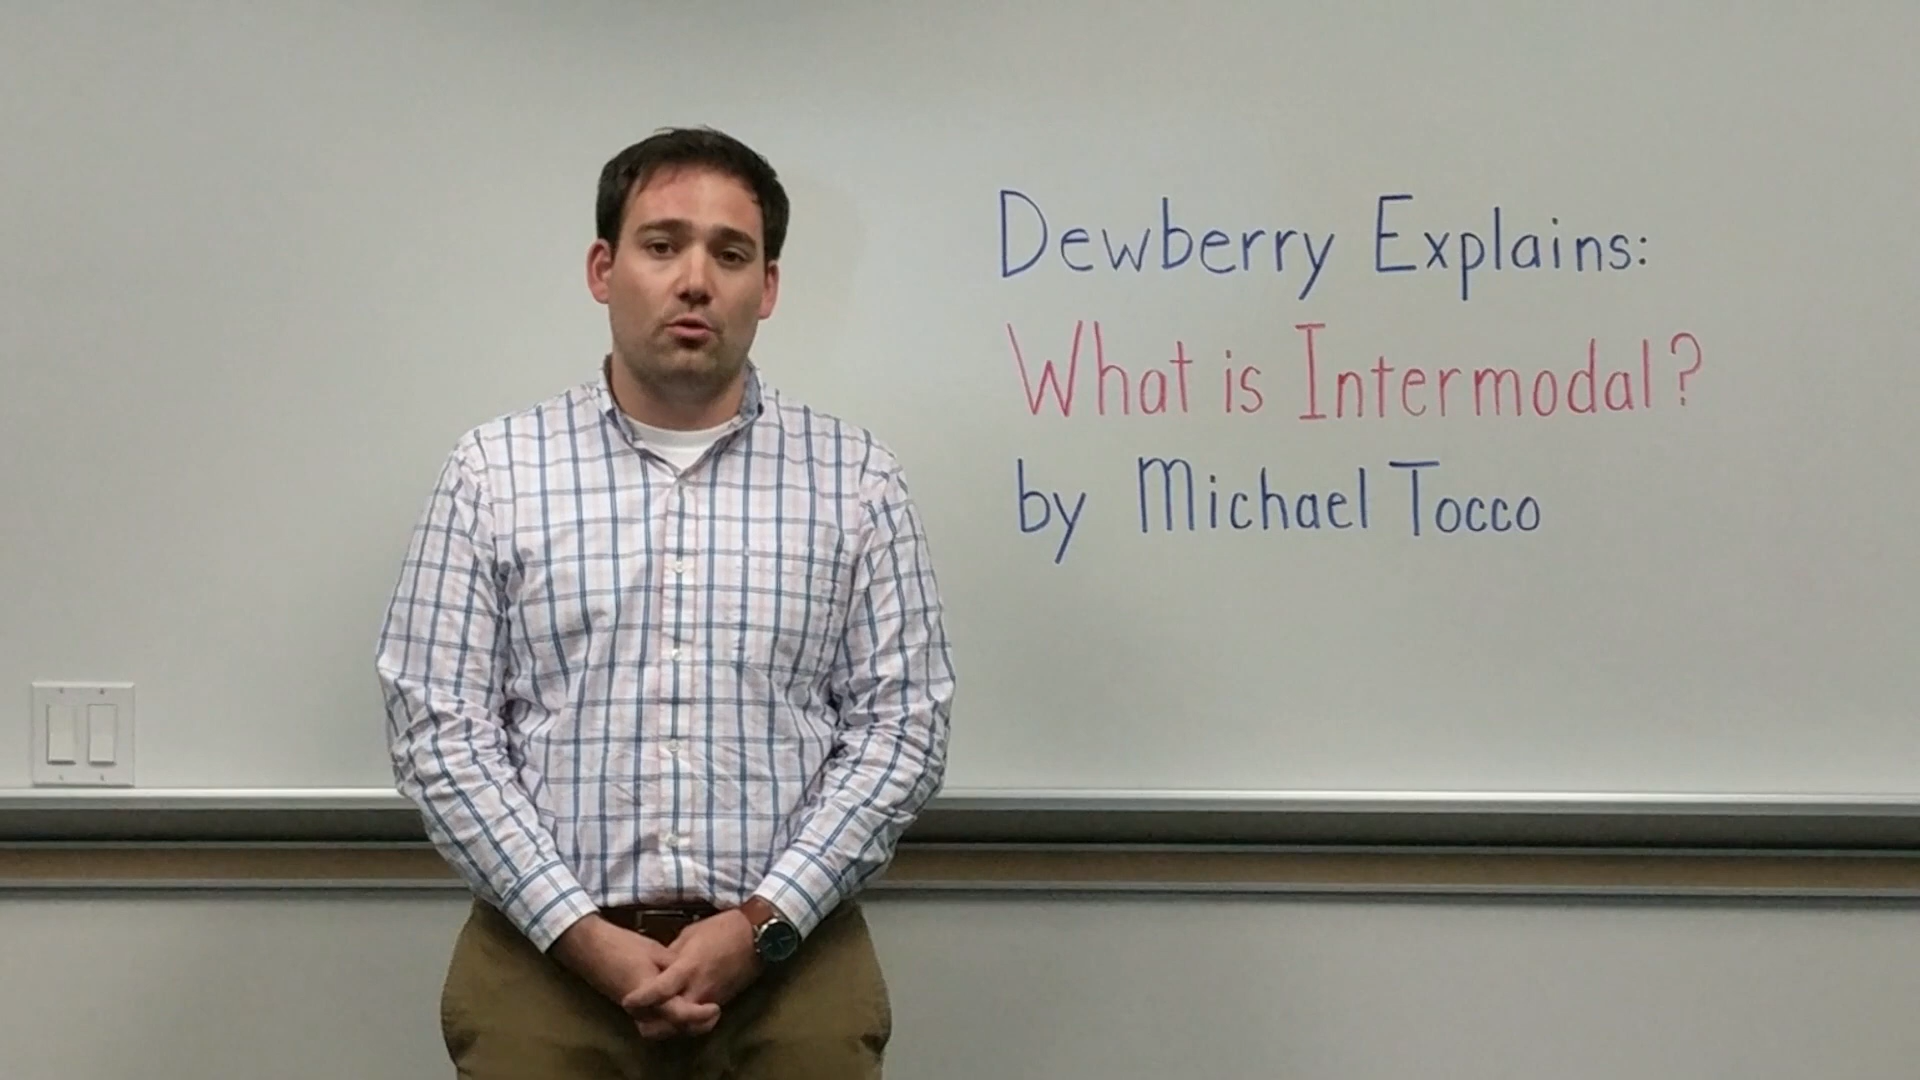 Dewberry Explains:
What is Intermodal?
by Michael Tocco